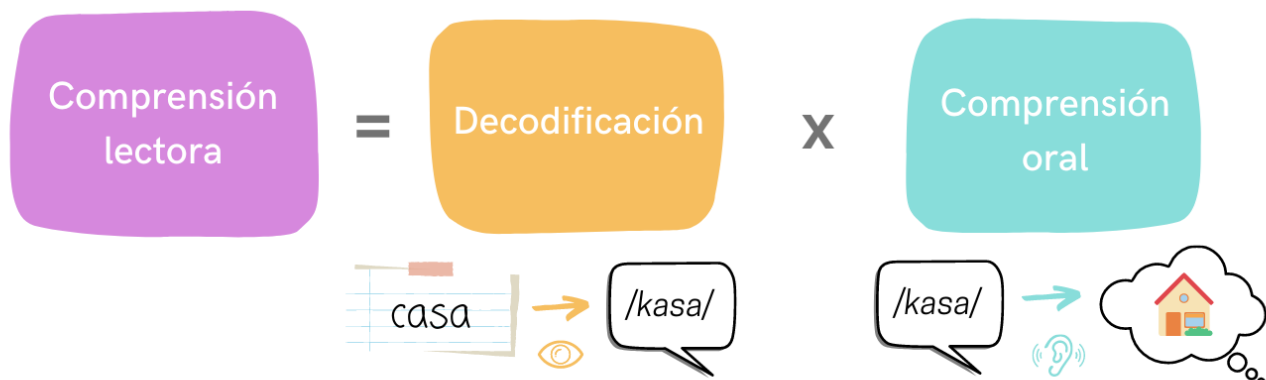 Comprensión
lectora
=
Decodificación
x
Comprensión
oral
casa
/kasa/
/kasa/